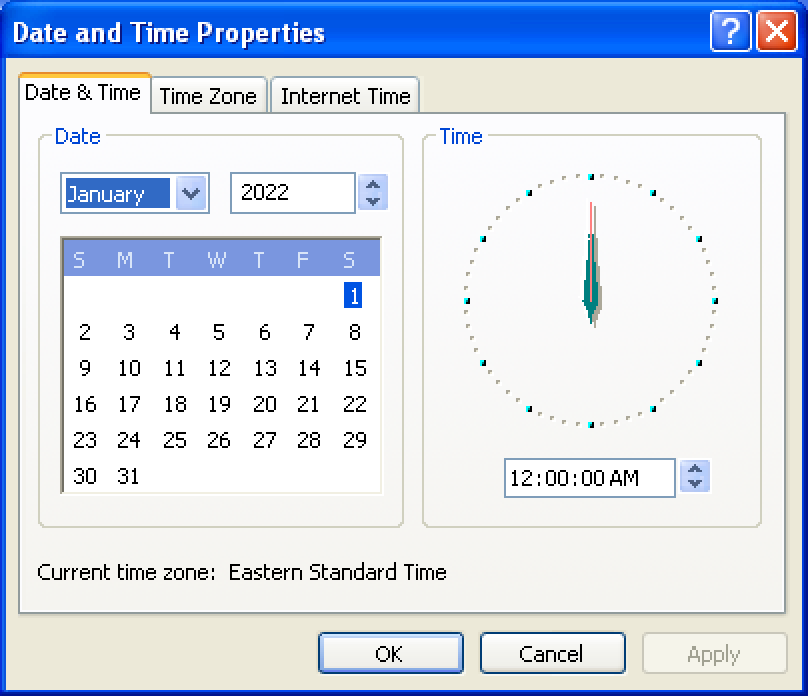 Date and Time Properties
?
Date & Time
Time Zone
Internet Time
Date
January
2022
S M T W T F S
1
2 3 4 5 6 7 8
9 10 11 12 13 14 15
16 17 18 19 20 21 22
23 24 25 26 27 28 29
30 31
Time
12:00:00 AM
Current time zone: Eastern Standard Time
OK
Cancel
Apply